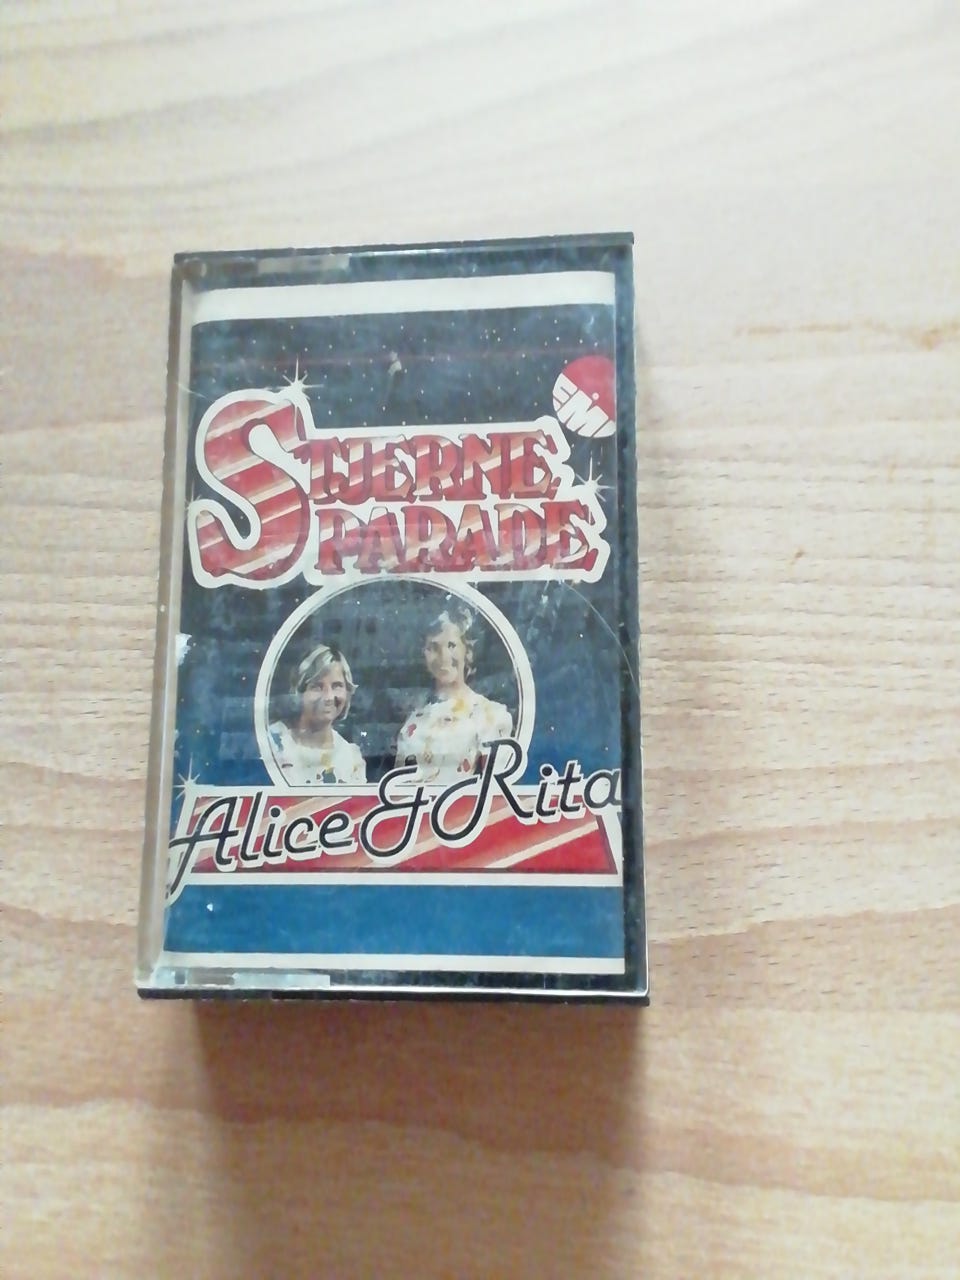 EMI
STJERNE
PARADE
Alice & Rita